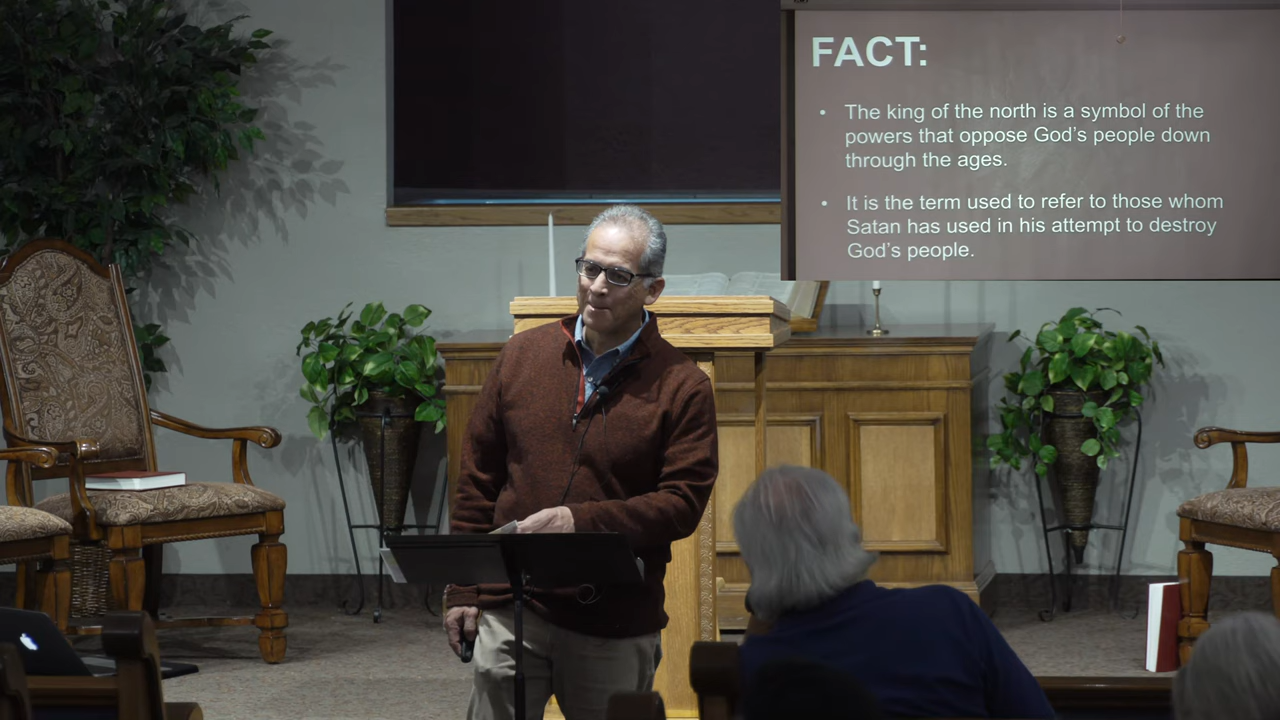 FACT:
• The king of the north is a symbol of the
powers that oppose God's people down
through the ages.
• It is the term used to refer to those whom
Satan has used in his attempt to destroy
God's people.